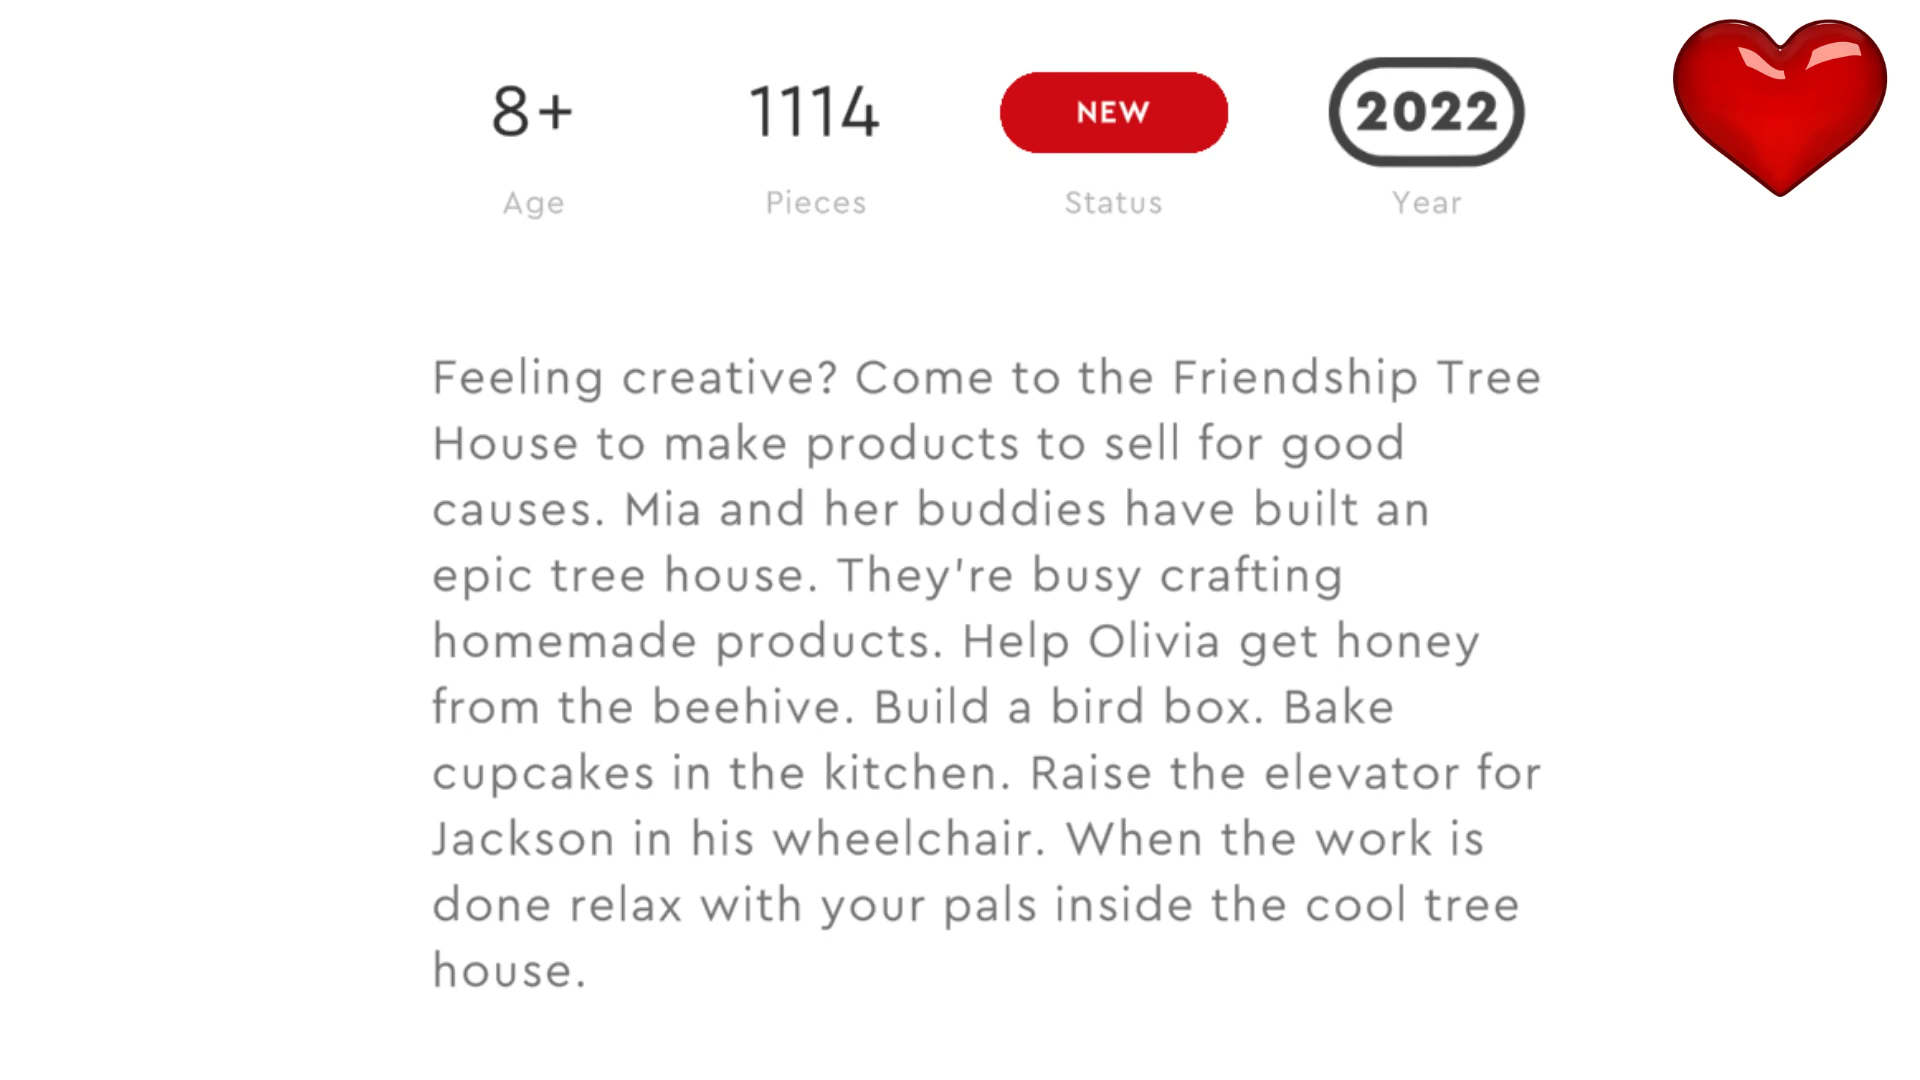 8+ 1114 NEW 2022
Age Pieces Status Year
Feeling creative? Come to the Friendship Tree
House to make products to sell for good
causes. Mia and her buddies have built an
epic tree house. They're busy crafting
homemade products. Help Olivia get honey
from the beehive. Build a bird box. Bake
cupcakes in the kitchen. Raise the elevator for
Jackson in his wheelchair. When the work is
done relax with your pals inside the cool tree
house.